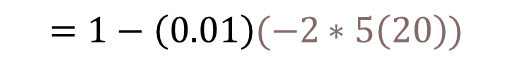 = 1 − (0.01)(−2 ∗ 5(20))